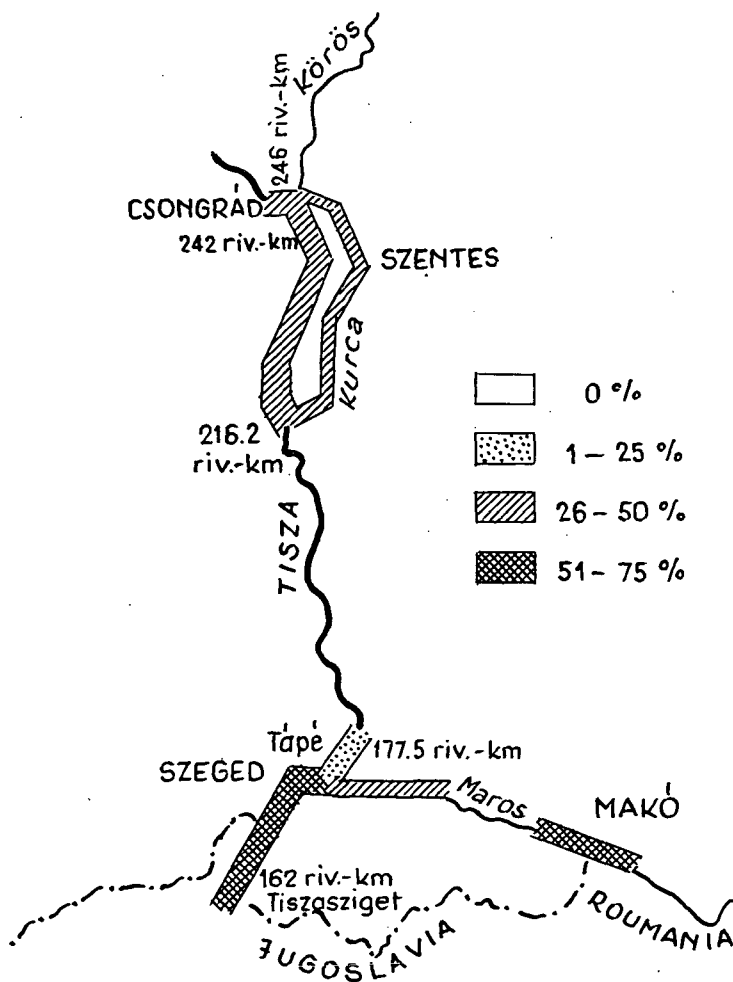 Körös
246 riv.-km
CSONGRÁD
242 riv.-km
SZENTES
Kurca
0 %
216.2
riv.-km
1 – 25 %
26 – 50 %
TISZA
51 – 75 %
Tápé
177.5 riv.-km
SZEGED
Maros
MAKÓ
162 riv.-km
Tiszasziget
ROUMANIA
JUGOSLAVIA